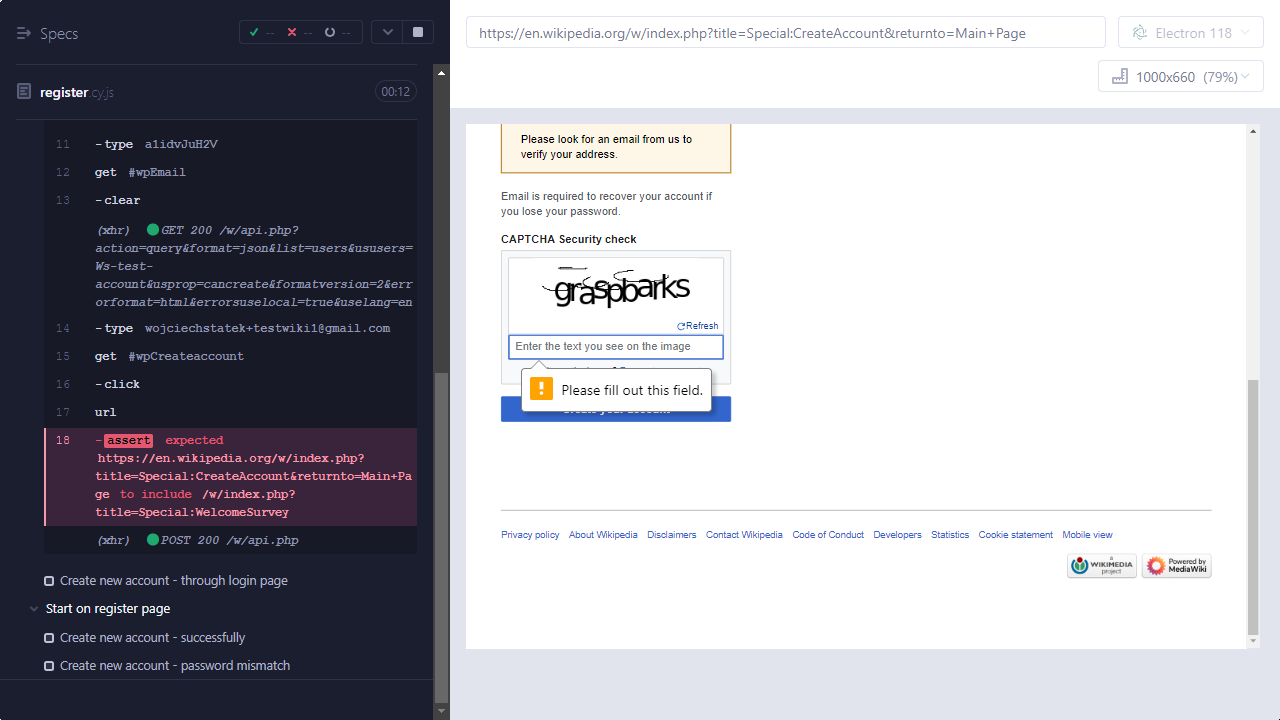 Specs
-- -- --
register.cy.js
00:12
11 -type a1idvJuH2V
12 get #wpEmail
13 -clear
(xhr) GET 200 /w/api.php?
action=query&format=json&list=users&ususers=
Ws-test-
account&usprop=cancreate&formatversion=2&err
orformat=html&errorsuselocal=true&uselang=en
14 -type wojciechstatek+testwiki1@gmail.com
15 get #wpCreateaccount
16 -click
17 url
18 -assert expected
https://en.wikipedia.org/w/index.php?
title=Special:CreateAccount&returnto=Main+Pa
ge to include /w/index.php?
title=Special:WelcomeSurvey
(xhr) POST 200 /w/api.php
Create new account - through login page
Start on register page
Create new account - successfully
Create new account - password mismatch
https://en.wikipedia.org/w/index.php?title=Special:CreateAccount&returnto=Main+Page
Electron 118
1000x660 (79%)
Please look for an email from us to
verify your address.
Email is required to recover your account if
you lose your password.
CAPTCHA Security check
graspbarks
Refresh
Enter the text you see on the image
Please fill out this field.
Privacy policy About Wikipedia Disclaimers Contact Wikipedia Code of Conduct Developers Statistics Cookie statement Mobile view
a
WIKIMEDIA
project
Powered by
MediaWiki